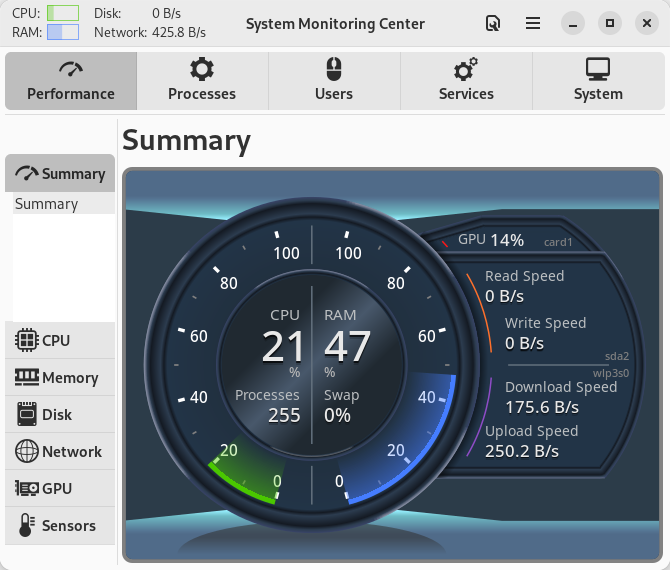 CPU:
Disk: 0 B/s
RAM:
Network: 425.8 B/s
System Monitoring Center
Performance
Processes
Users
Services
System
Summary
Summary
Summary
CPU
Memory
Disk
Network
GPU
Sensors
100 100
80 80
60 60
40 40
20 20
0 0
CPU RAM
21 47
% %
Processes Swap
255 0%
GPU 14% card1
Read Speed
0 B/s
Write Speed
0 B/s
sda2
wlp3s0
Download Speed
175.6 B/s
Upload Speed
250.2 B/s